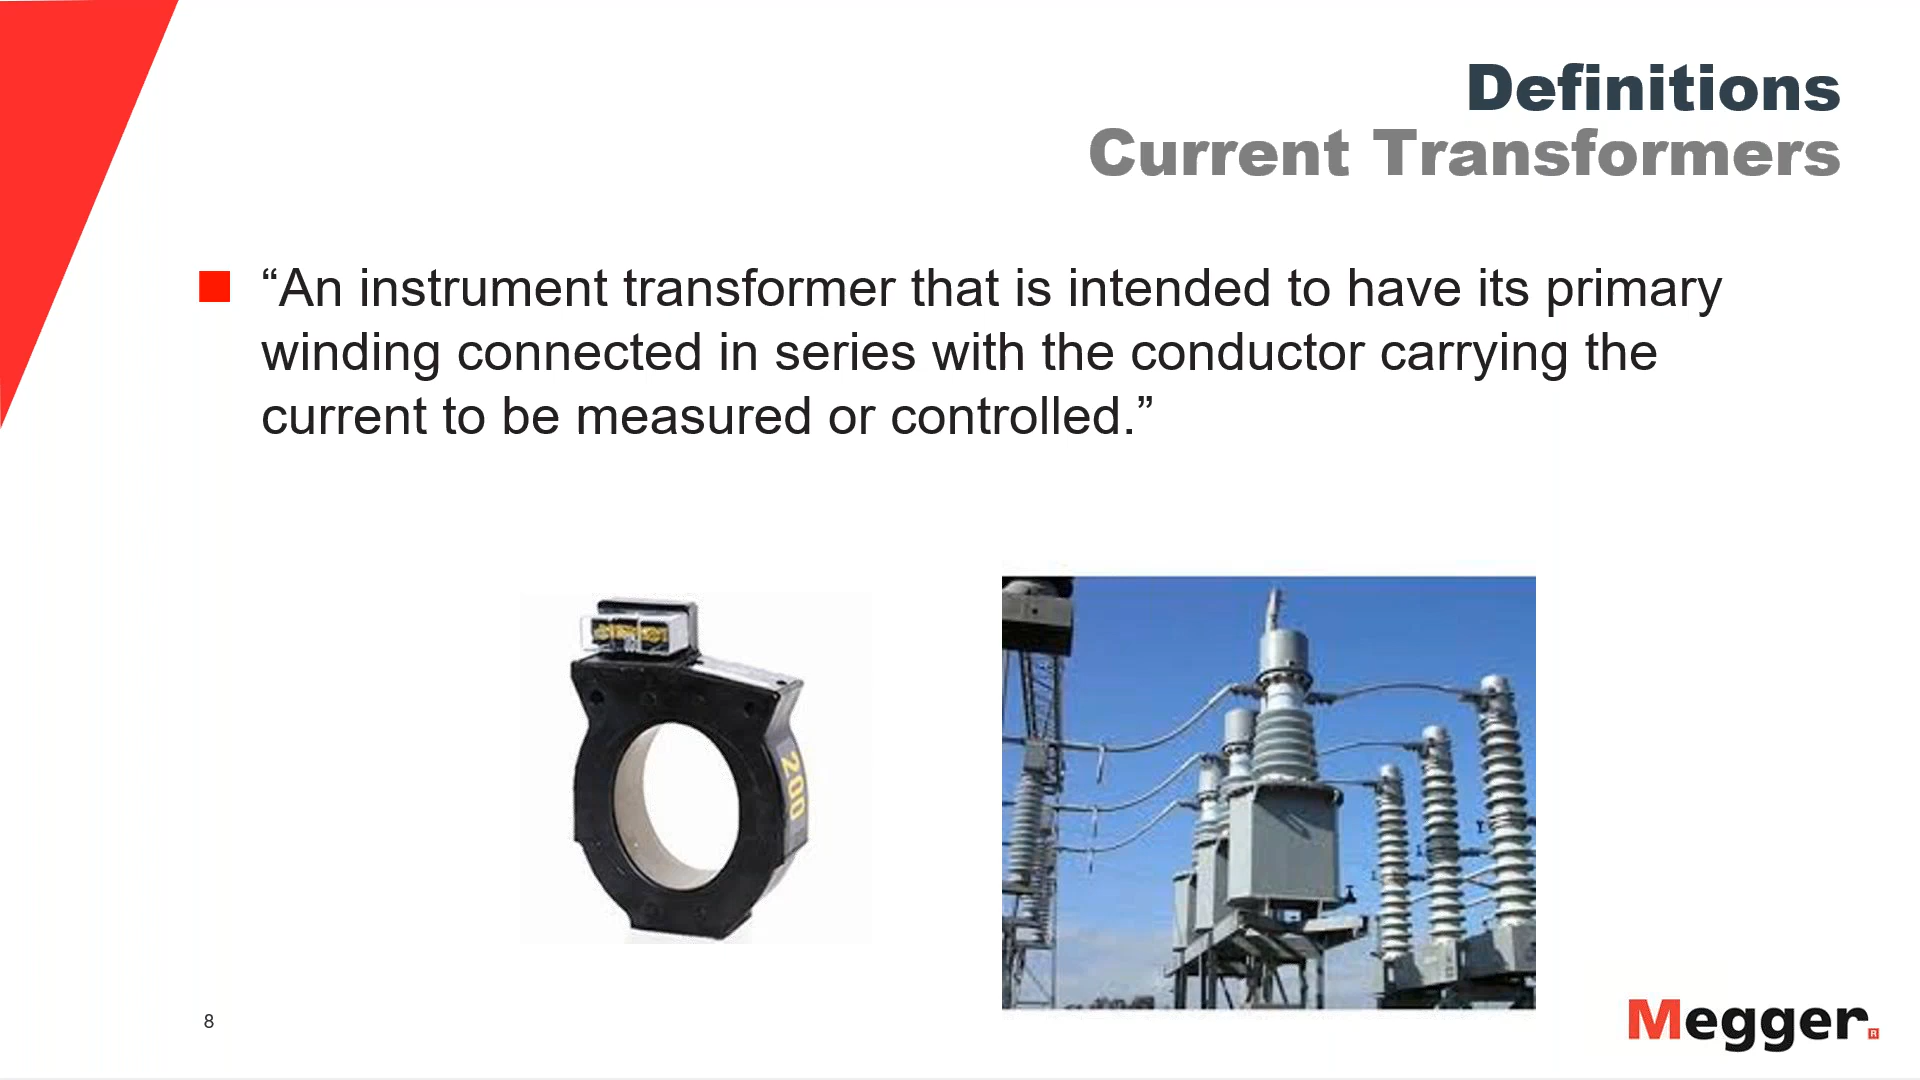 Definitions
Current Transformers
“An instrument transformer that is intended to have its primary
winding connected in series with the conductor carrying the
current to be measured or controlled.”
200
8
Megger.
R